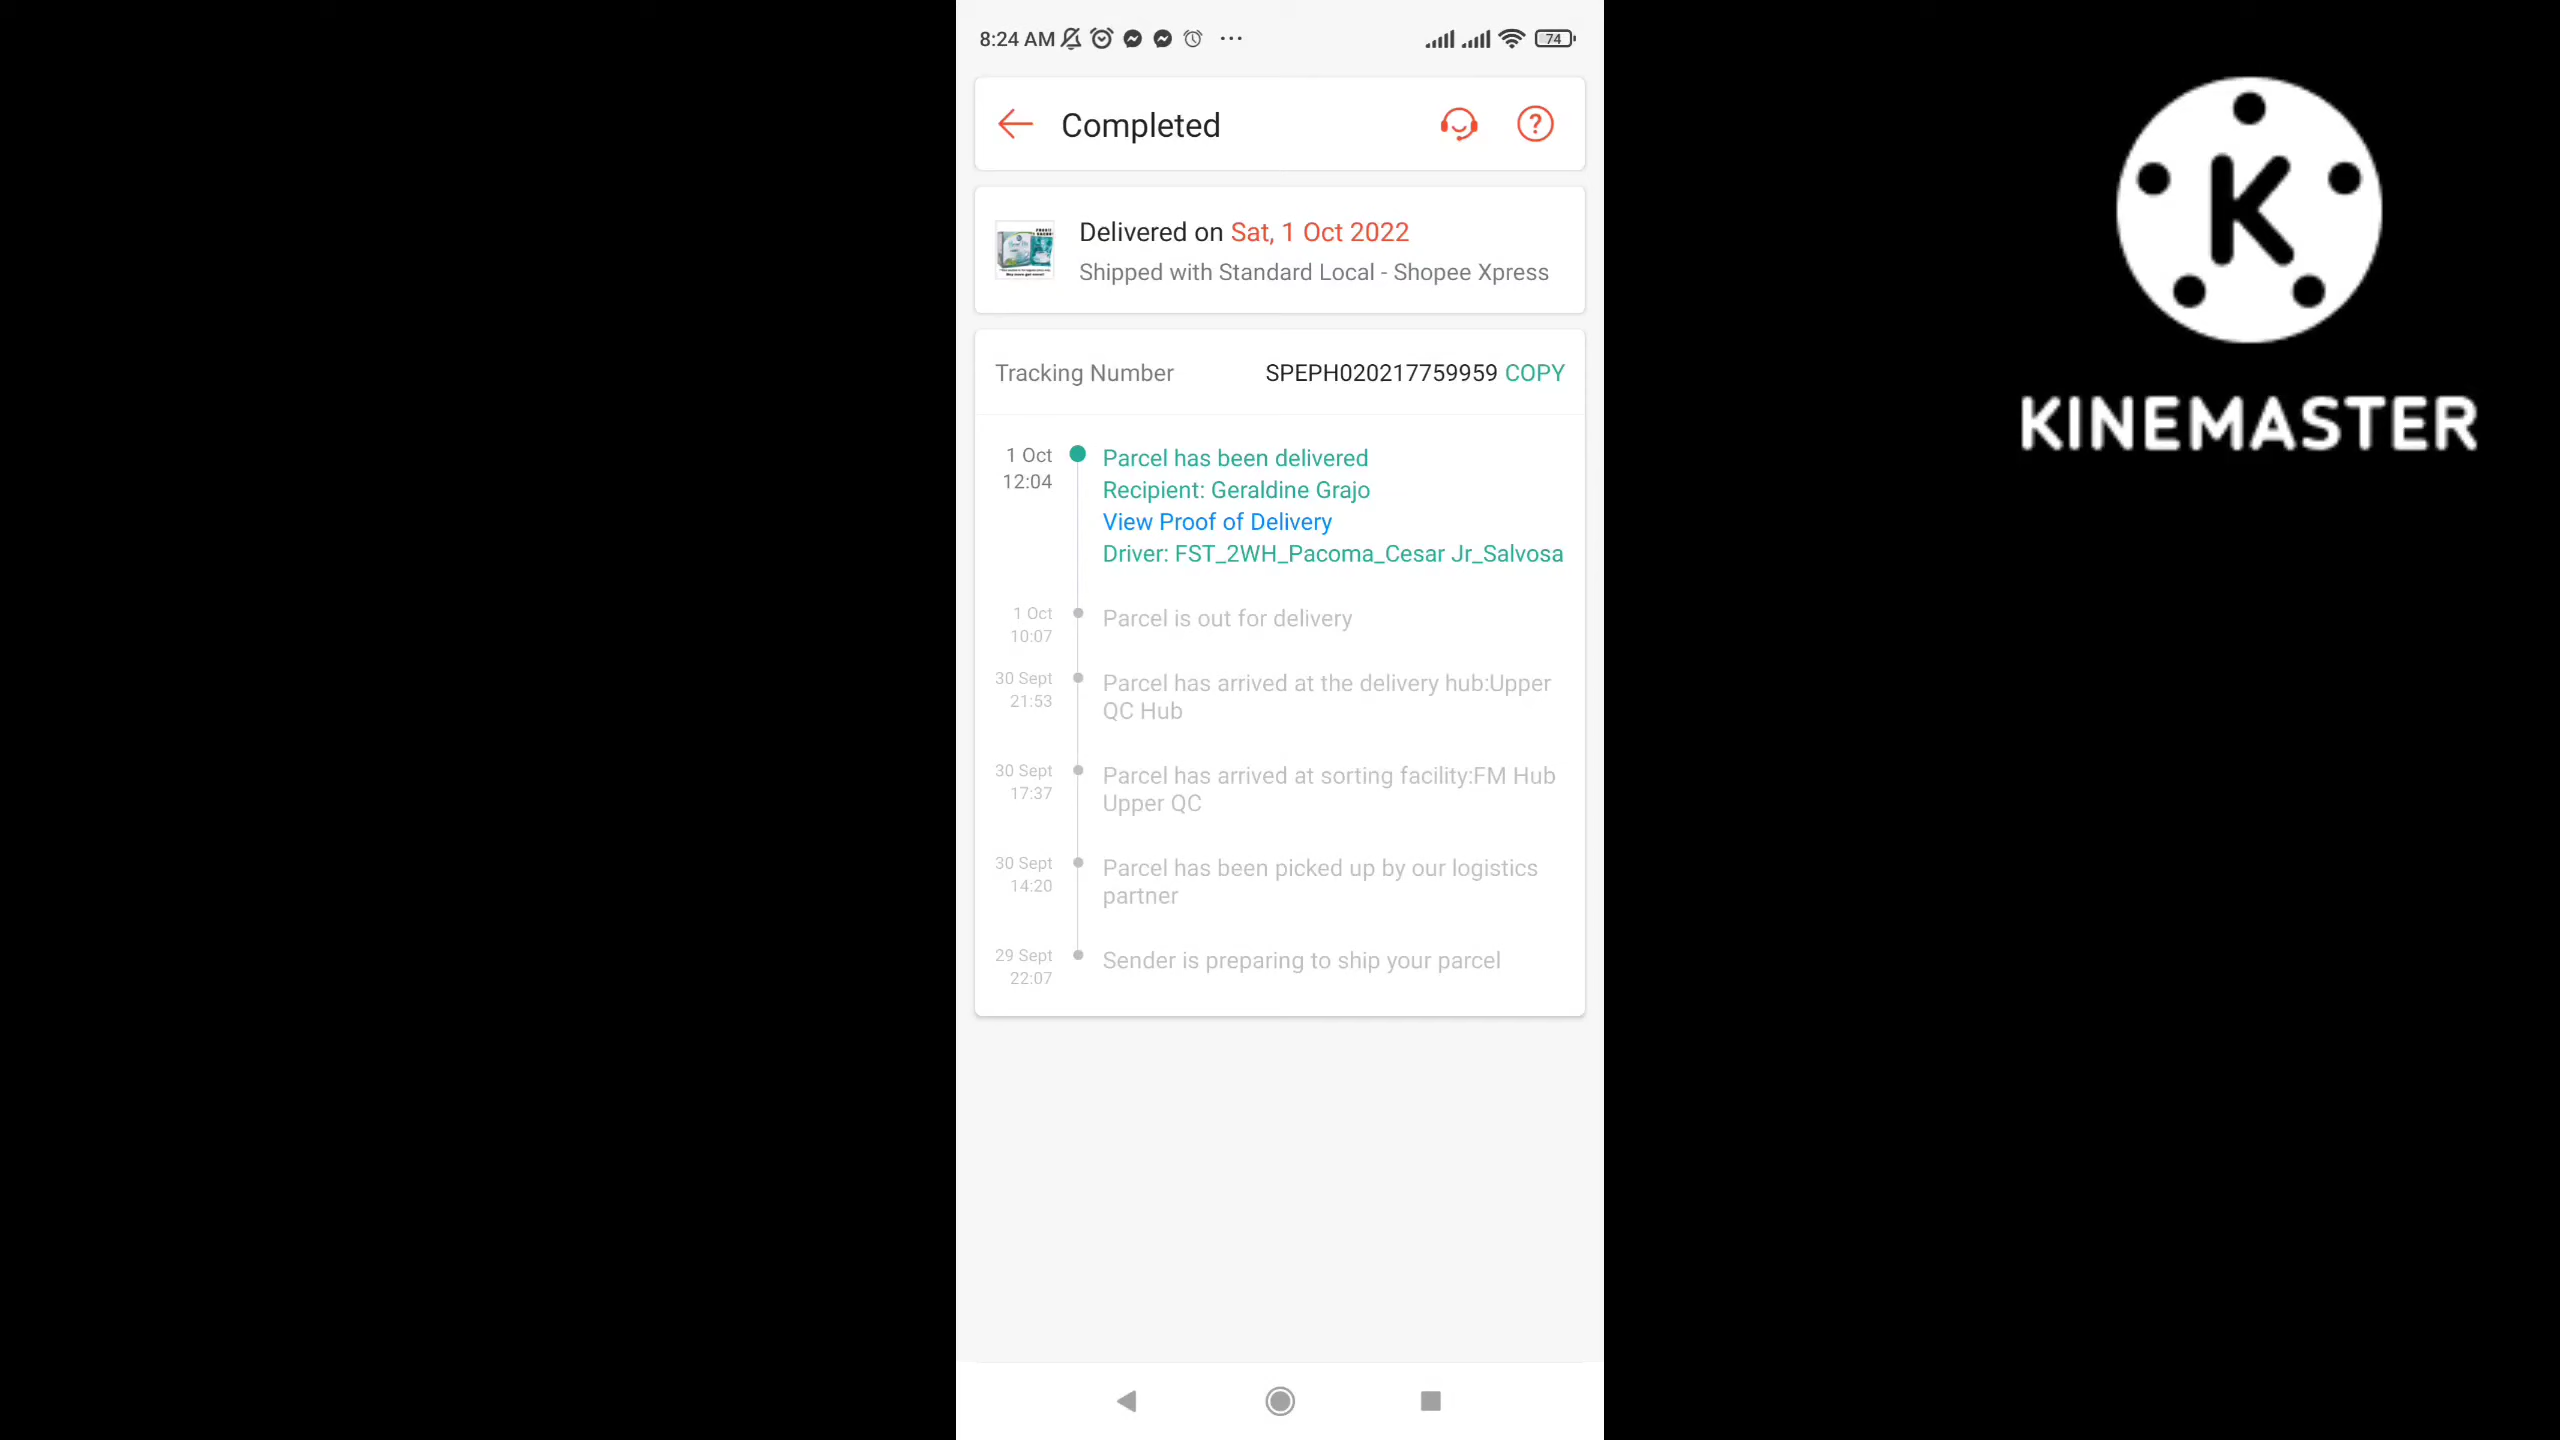 8:24 AM
74
Completed
Delivered on Sat, 1 Oct 2022
Shipped with Standard Local - Shopee Xpress
Tracking Number SPEPH020217759959 COPY
1 Oct
12:04
Parcel has been delivered
Recipient: Geraldine Grajo
View Proof of Delivery
Driver: FST_2WH_Pacoma_Cesar Jr_Salvosa
1 Oct
10:07
Parcel is out for delivery
30 Sept
21:53
Parcel has arrived at the delivery hub:Upper
QC Hub
30 Sept
17:37
Parcel has arrived at sorting facility:FM Hub
Upper QC
30 Sept
14:20
Parcel has been picked up by our logistics
partner
29 Sept
22:07
Sender is preparing to ship your parcel
K
KINEMASTER